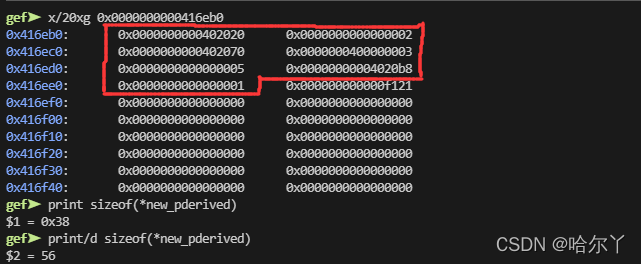 gef➤ x/20xg 0x0000000000416eb0
0x416eb0: 0x0000000000402020 0x0000000000000002
0x416ec0: 0x0000000000402070 0x0000000400000003
0x416ed0: 0x0000000000000005 0x00000000004020b8
0x416ee0: 0x0000000000000001 0x000000000000f121
0x416ef0: 0x0000000000000000 0x0000000000000000
0x416f00: 0x0000000000000000 0x0000000000000000
0x416f10: 0x0000000000000000 0x0000000000000000
0x416f20: 0x0000000000000000 0x0000000000000000
0x416f30: 0x0000000000000000 0x0000000000000000
0x416f40: 0x0000000000000000 0x0000000000000000
gef➤ print sizeof(*new_pderived)
$1 = 0x38
gef➤ print/d sizeof(*new_pderived)
$2 = 56
CSDN @哈尔丫